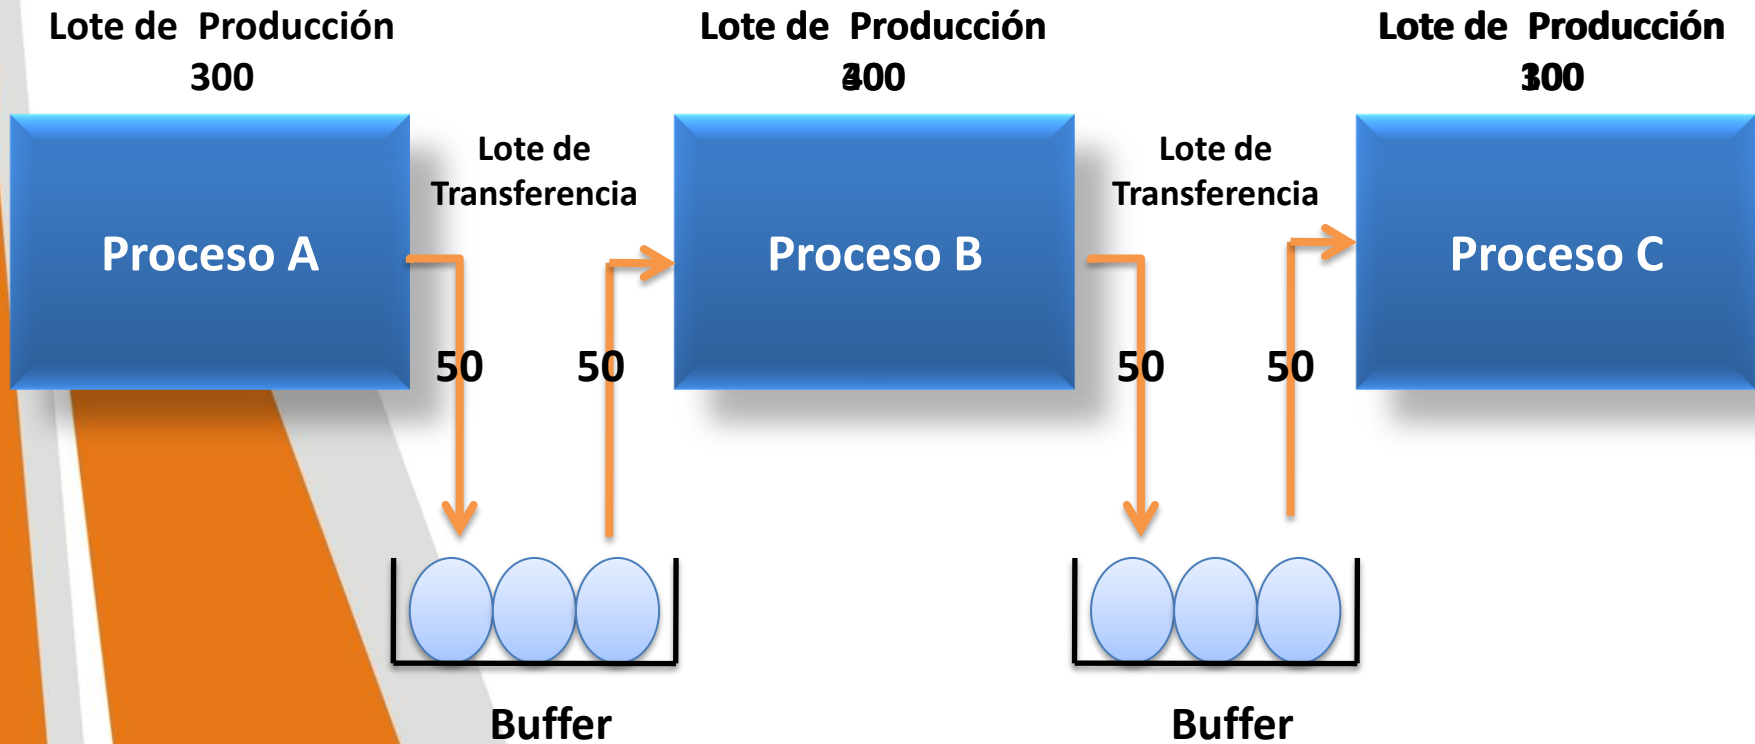 Lote de Producción
300
Lote de Producción
Lote de Producción
Lote de
Transferencia
Lote de
Transferencia
Proceso A
Proceso B
Proceso C
50
50
50
50
Buffer
Buffer